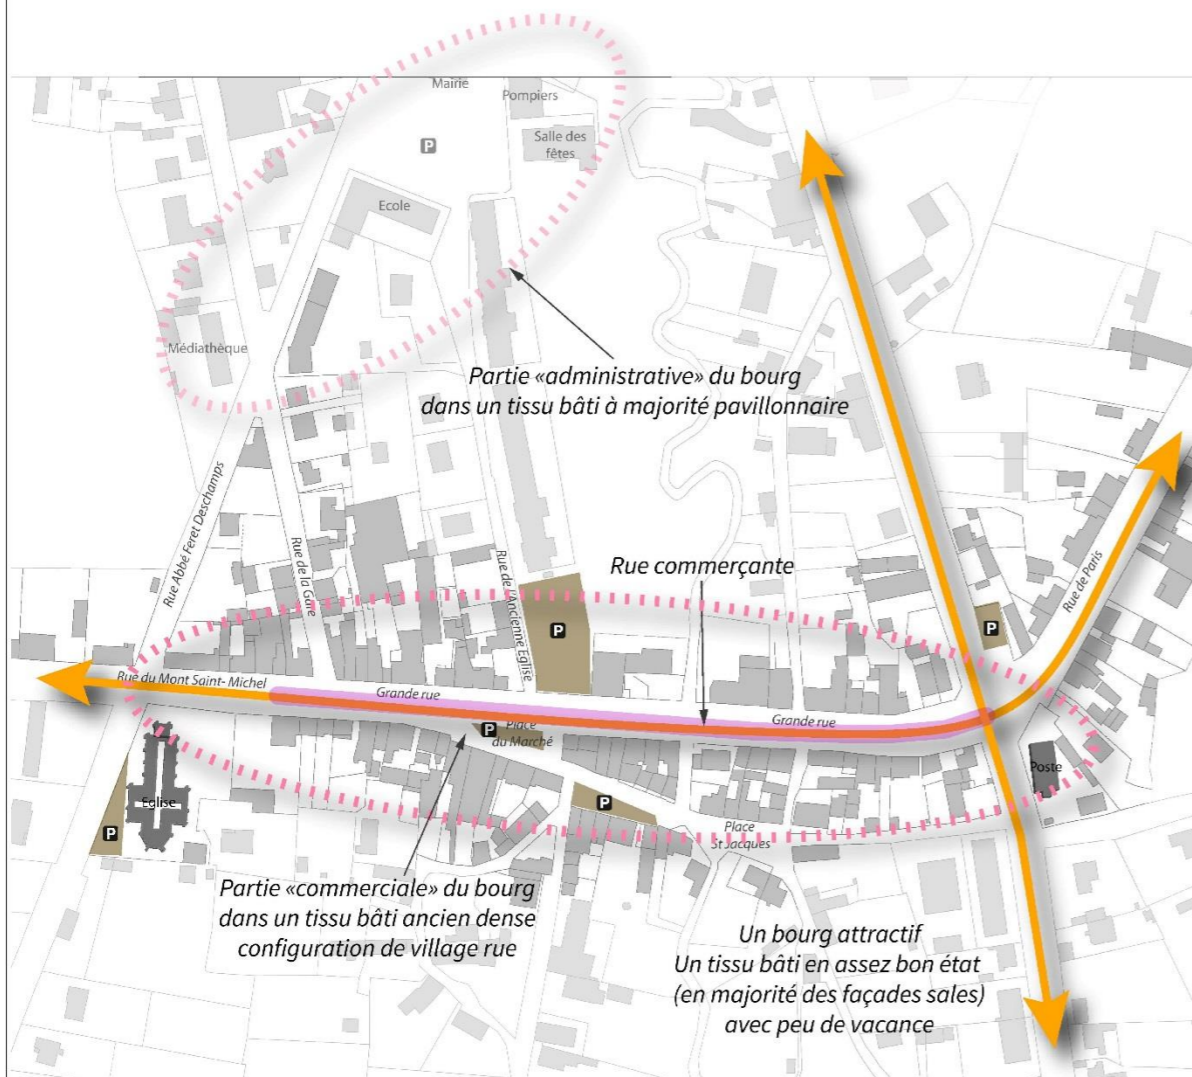 Mairie
Pompiers
P
Salle des
fêtes
Ecole
Médiathèque
Partie «administrative» du bourg
dans un tissu bâti à majorité pavillonnaire
Rue Abbé Feret Deschamps
Rue de la Gare
Rue de l'Ancienne Eglise
Rue commerçante
Rue de Paris
P
P
Rue du Mont Saint- Michel
Grande rue
Grande rue
P
Place
du Marché
Poste
Eglise
P
P
Place
St Jacques
Partie «commerciale» du bourg
dans un tissu bâti ancien dense
configuration de village rue
Un bourg attractif
Un tissu bâti en assez bon état
(en majorité des façades sales)
avec peu de vacance